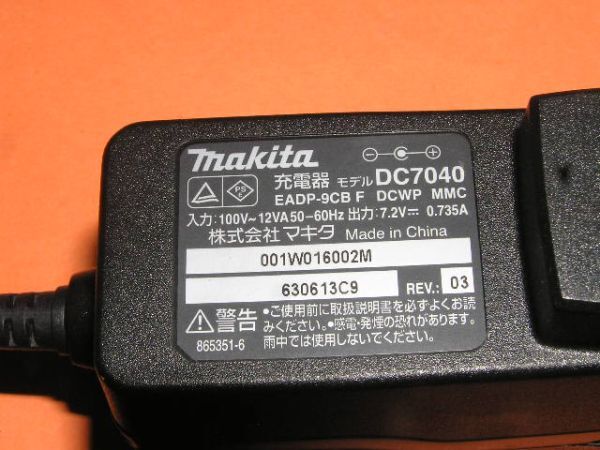 makita
充電器 モデル DC7040
PSE
EADP-9CB F DCWP MMC
入力:100V~12VA50-60Hz 出力:7.2V⎓ 0.735A
株式会社マキタ Made in China
001W016002M
630613C9 REV.: 03
⚠警告 •ご使用前に取扱説明書を必ずよくお読
みください。•感電・発煙の恐れがあります。
865351-6 雨中では使用しないでください。